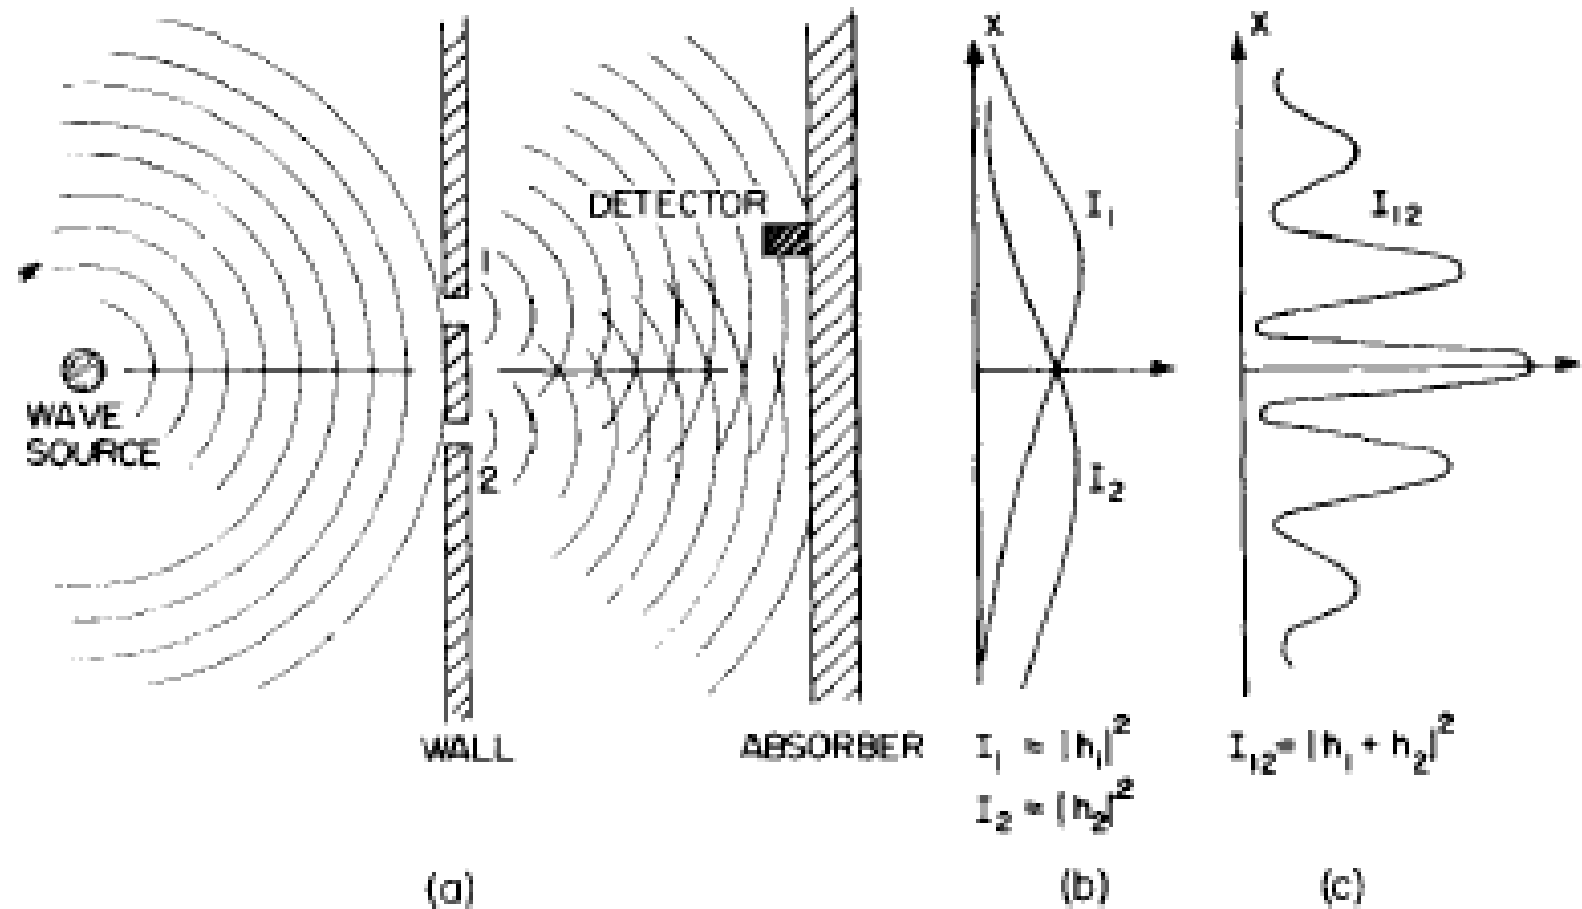 X
X
DETECTOR
I₁
I₁₂
1
WAVE
SOURCE
2
I₂
WALL
ABSORBER
I₁ = |h₁|²
I₂ = |h₂|²
I₁₂= |h₁ + h₂|²
(a)
(b)
(c)